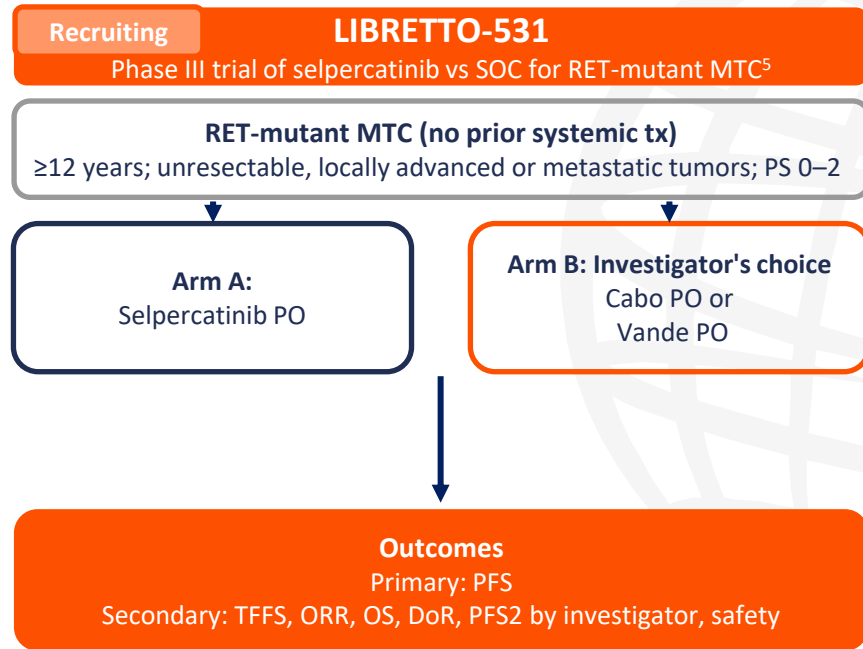 Recruiting
LIBRETTO-531
Phase III trial of selpercatinib vs SOC for RET-mutant MTC⁵
RET-mutant MTC (no prior systemic tx)
≥12 years; unresectable, locally advanced or metastatic tumors; PS 0–2
Arm A:
Selpercatinib PO
Arm B: Investigator's choice
Cabo PO or
Vande PO
Outcomes
Primary: PFS
Secondary: TFFS, ORR, OS, DoR, PFS2 by investigator, safety